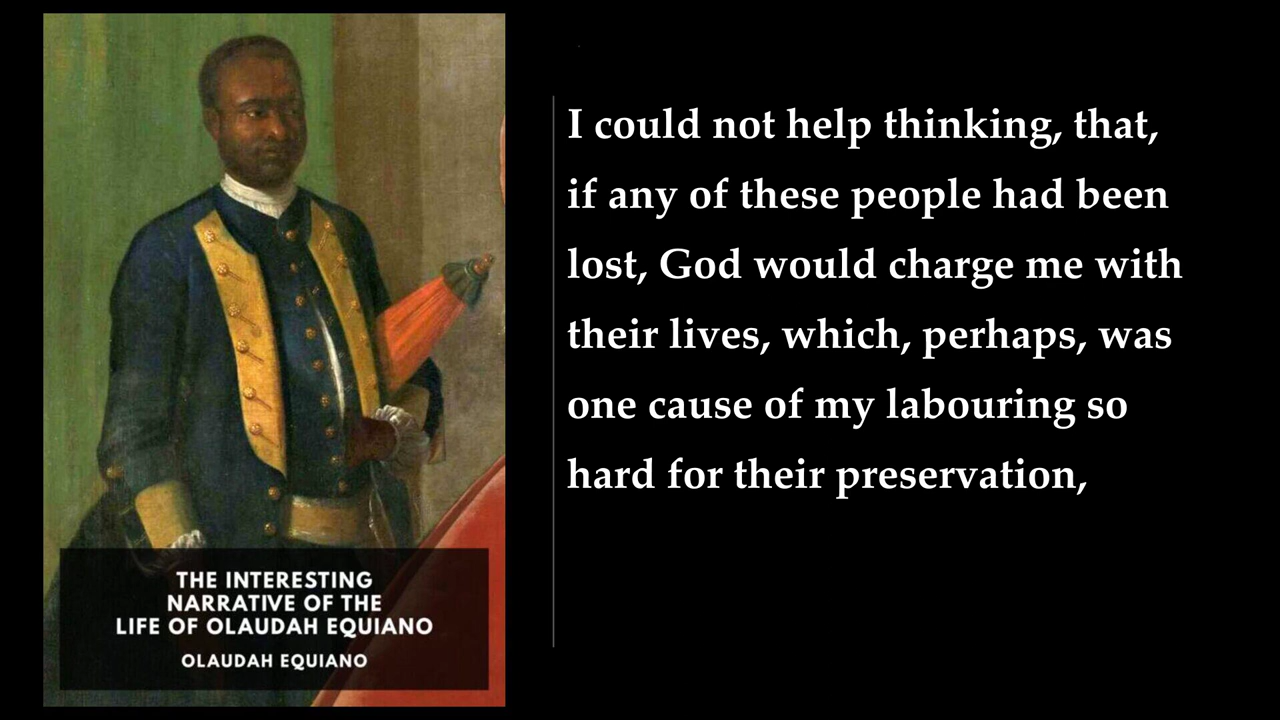 THE INTERESTING
NARRATIVE OF THE
LIFE OF OLAUDAH EQUIANO
OLAUDAH EQUIANO
I could not help thinking, that,
if any of these people had been
lost, God would charge me with
their lives, which, perhaps, was
one cause of my labouring so
hard for their preservation,